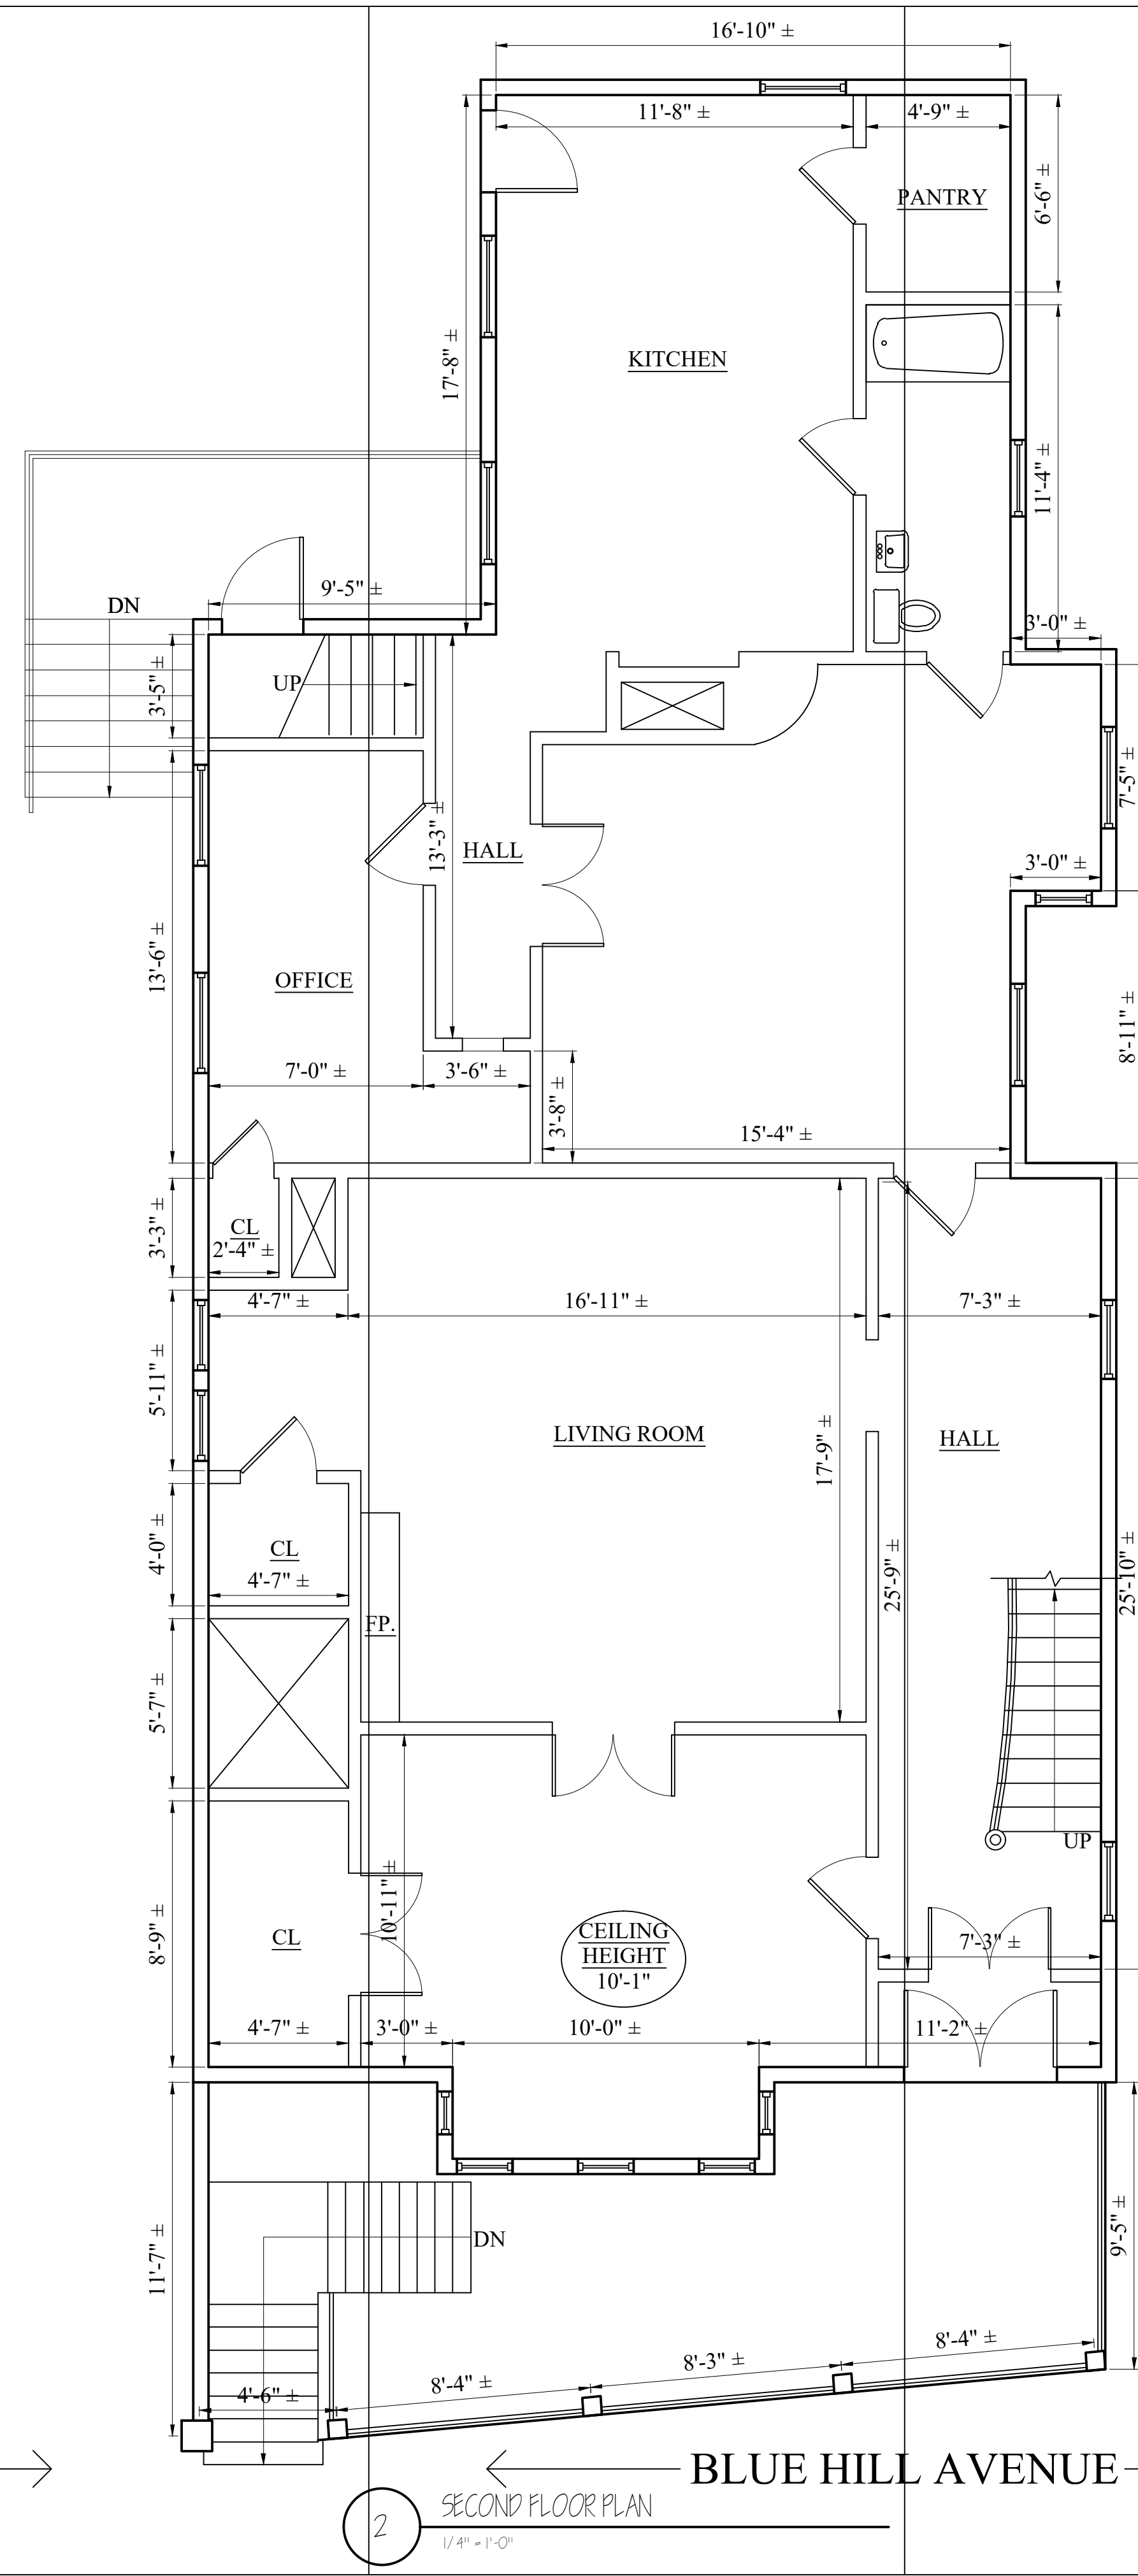 16'-10" ±
11'-8" ±
4'-9" ±
PANTRY
6'-6" ±
17'-8" ±
KITCHEN
11'-4" ±
9'-5" ±
DN
3'-0" ±
3'-5" ±
UP
7'-5" ±
13'-3" ±
HALL
3'-0" ±
13'-6" ±
OFFICE
8'-11" ±
7'-0" ±
3'-6" ±
3'-8" ±
15'-4" ±
3'-3" ±
CL
2'-4" ±
4'-7" ±
16'-11" ±
7'-3" ±
5'-11" ±
LIVING ROOM
17'-9" ±
HALL
4'-0" ±
CL
4'-7" ±
25'-9" ±
25'-10" ±
FP.
5'-7" ±
UP
8'-9" ±
CL
10'-11" ±
CEILING
HEIGHT
10'-1"
7'-3" ±
4'-7" ±
3'-0" ±
10'-0" ±
11'-2" ±
11'-7" ±
DN
9'-5" ±
4'-6" ±
8'-4" ±
8'-3" ±
8'-4" ±
BLUE HILL AVENUE
2
SECOND FLOOR PLAN
1/4" = 1'-0"